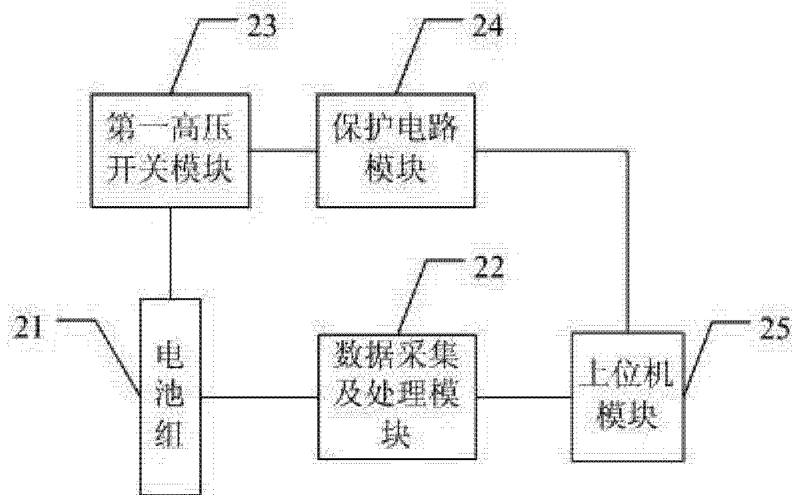 23
24
第一高压
开关模块
保护电路
模块
22
21
电
池
组
数据采集
及处理模
块
上位机
模块
25